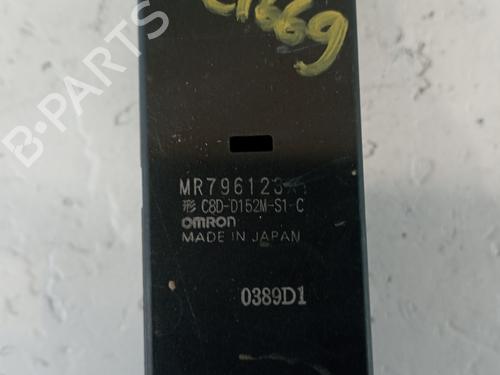 B-PARTS
MR796123
形 C8D-D152M-S1-C
OMRON
MADE IN JAPAN
0389D1